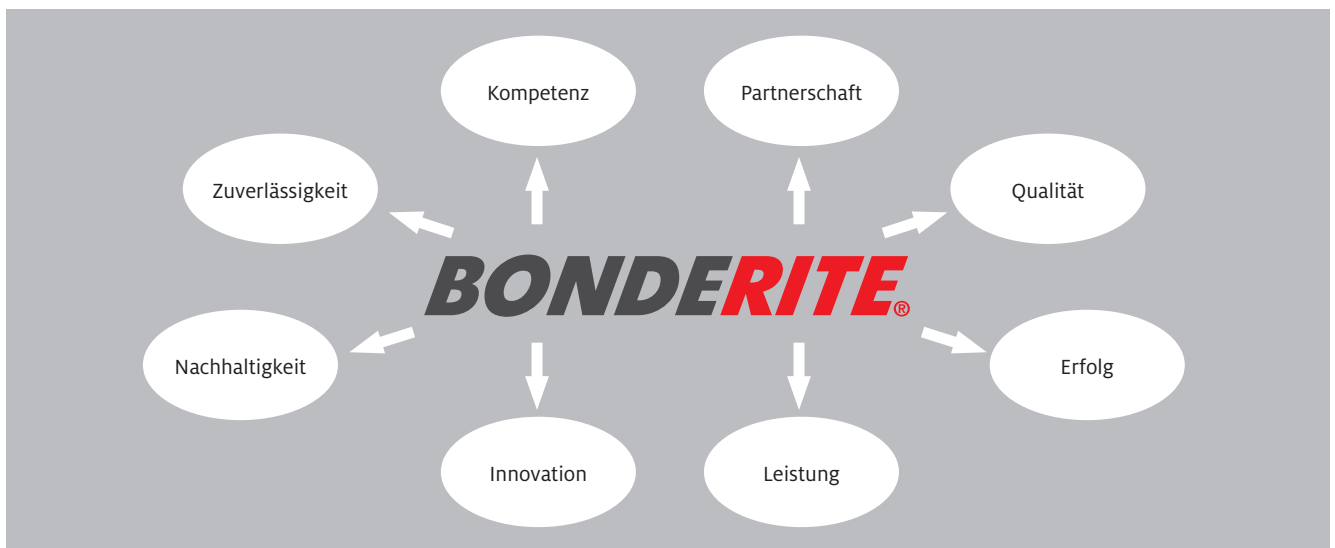 Kompetenz
Partnerschaft
Zuverlässigkeit
Qualität
BONDERITE®
Nachhaltigkeit
Erfolg
Innovation
Leistung